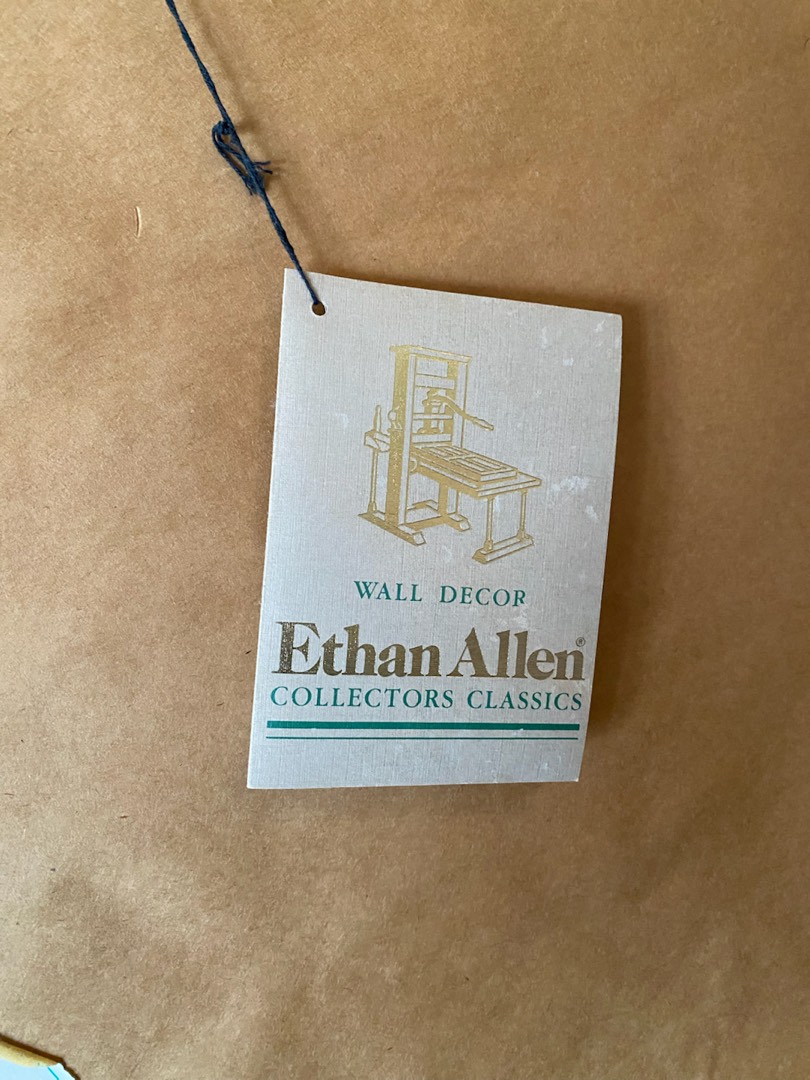 WALL DECOR
Ethan Allen®
COLLECTORS CLASSICS